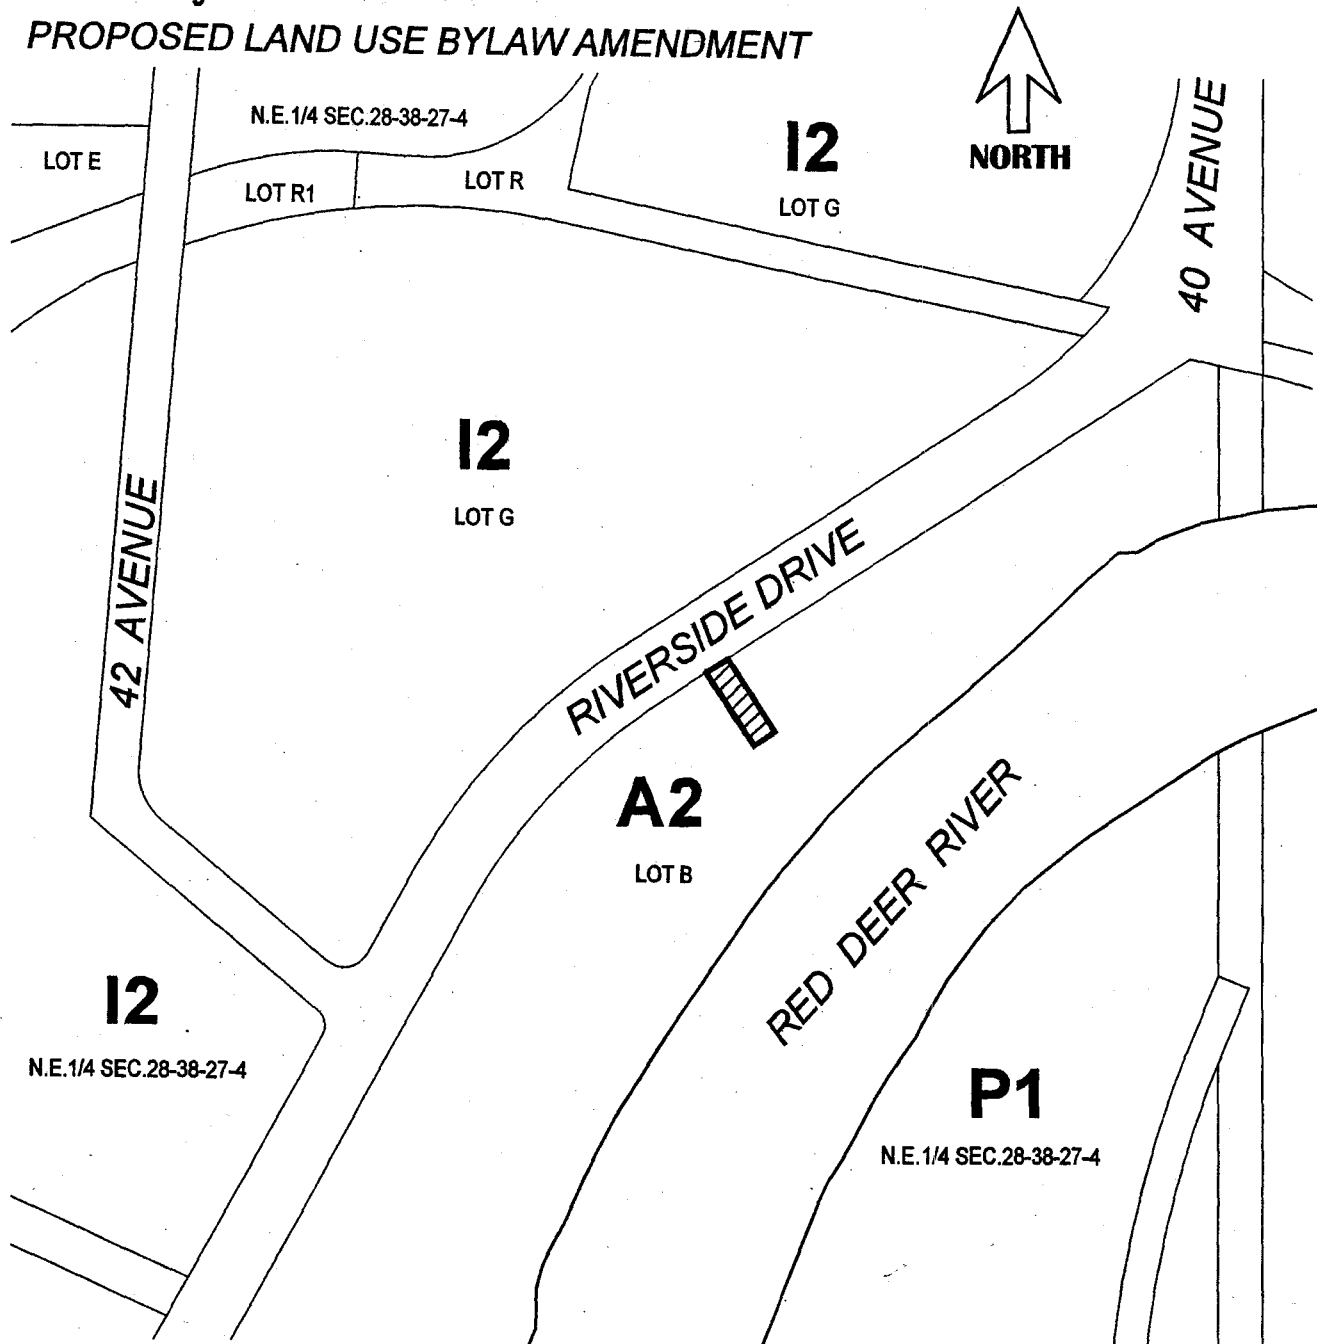 PROPOSED LAND USE BYLAW AMENDMENT
N.E.1/4 SEC.28-38-27-4
LOT E
LOT R1
LOT R
I2
LOT G
NORTH
40 AVENUE
I2
LOT G
42 AVENUE
RIVERSIDE DRIVE
A2
LOT B
RED DEER RIVER
I2
N.E.1/4 SEC.28-38-27-4
P1
N.E.1/4 SEC.28-38-27-4